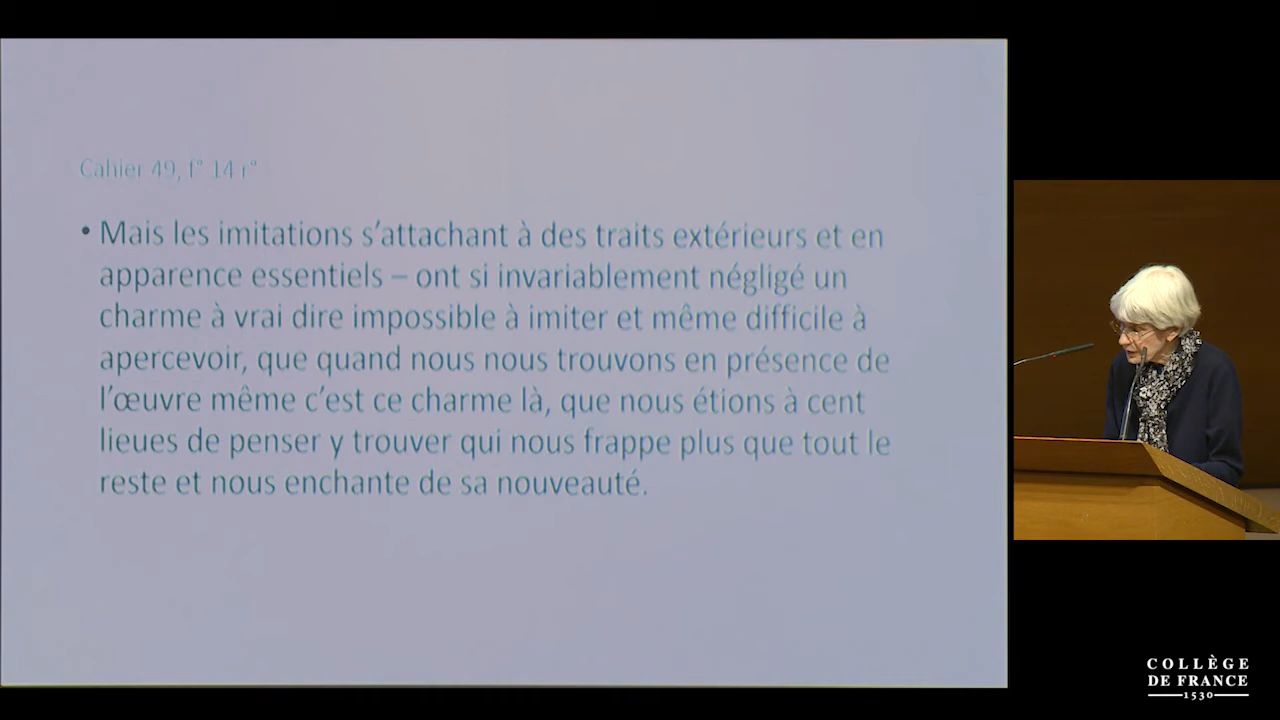 Cahier 49, f° 14 r°
• Mais les imitations s'attachant à des traits extérieurs et en
apparence essentiels – ont si invariablement négligé un
charme à vrai dire impossible à imiter et même difficile à
apercevoir, que quand nous nous trouvons en présence de
l'œuvre même c'est ce charme là, que nous étions à cent
lieues de penser y trouver qui nous frappe plus que tout le
reste et nous enchante de sa nouveauté.
COLLÈGE
DE FRANCE
1530